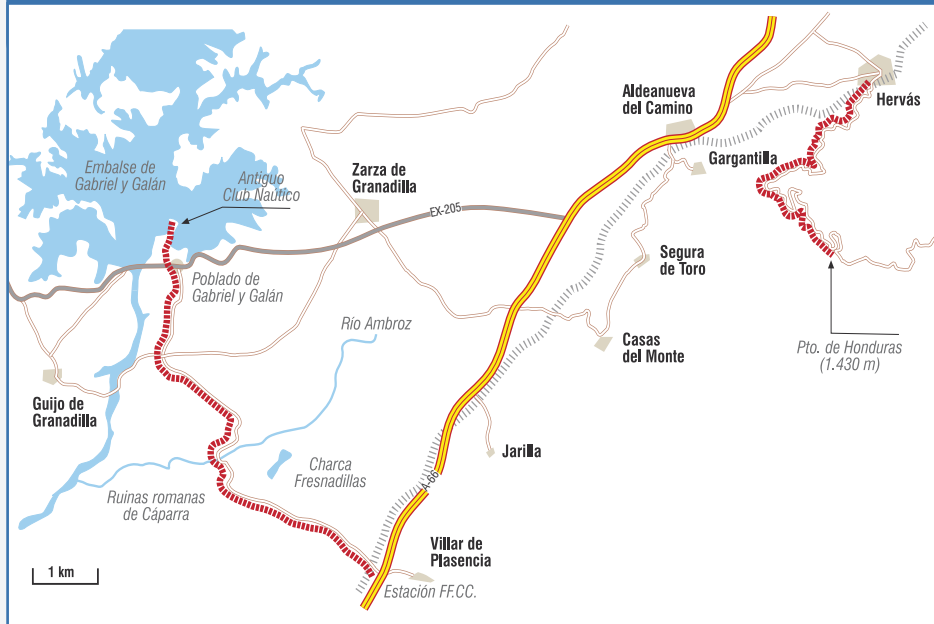 Aldeanueva
del Camino
Hervás
Gargantilla
Embalse de
Gabriel y Galán
Antiguo
Club Naútico
Zarza de
Granadilla
EX-205
Segura
de Toro
Poblado de
Gabriel y Galán
Río Ambroz
Casas
del Monte
Pto. de Honduras
(1.430 m)
Guijo de
Granadilla
Jarilla
Charca
Fresnadillas
A-66
Ruinas romanas
de Cáparra
Villar de
Plasencia
1 km
Estación FF.CC.